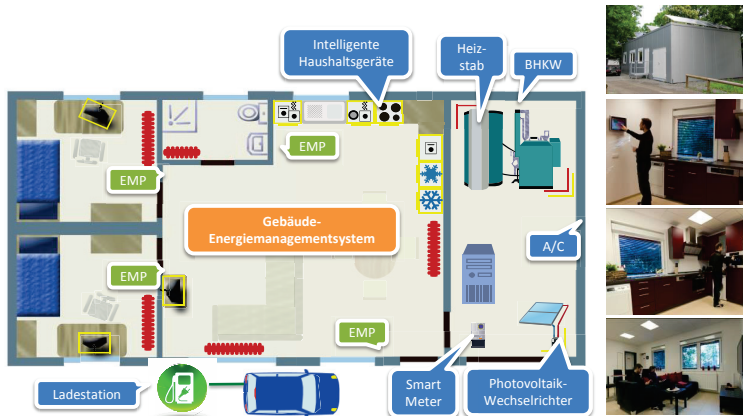 Intelligente
Haushaltsgeräte
Heiz-
stab
BHKW
EMP
EMP
Gebäude-
Energiemanagementsystem
A/C
EMP
EMP
Ladestation
Smart
Meter
Photovoltaik-
Wechselrichter